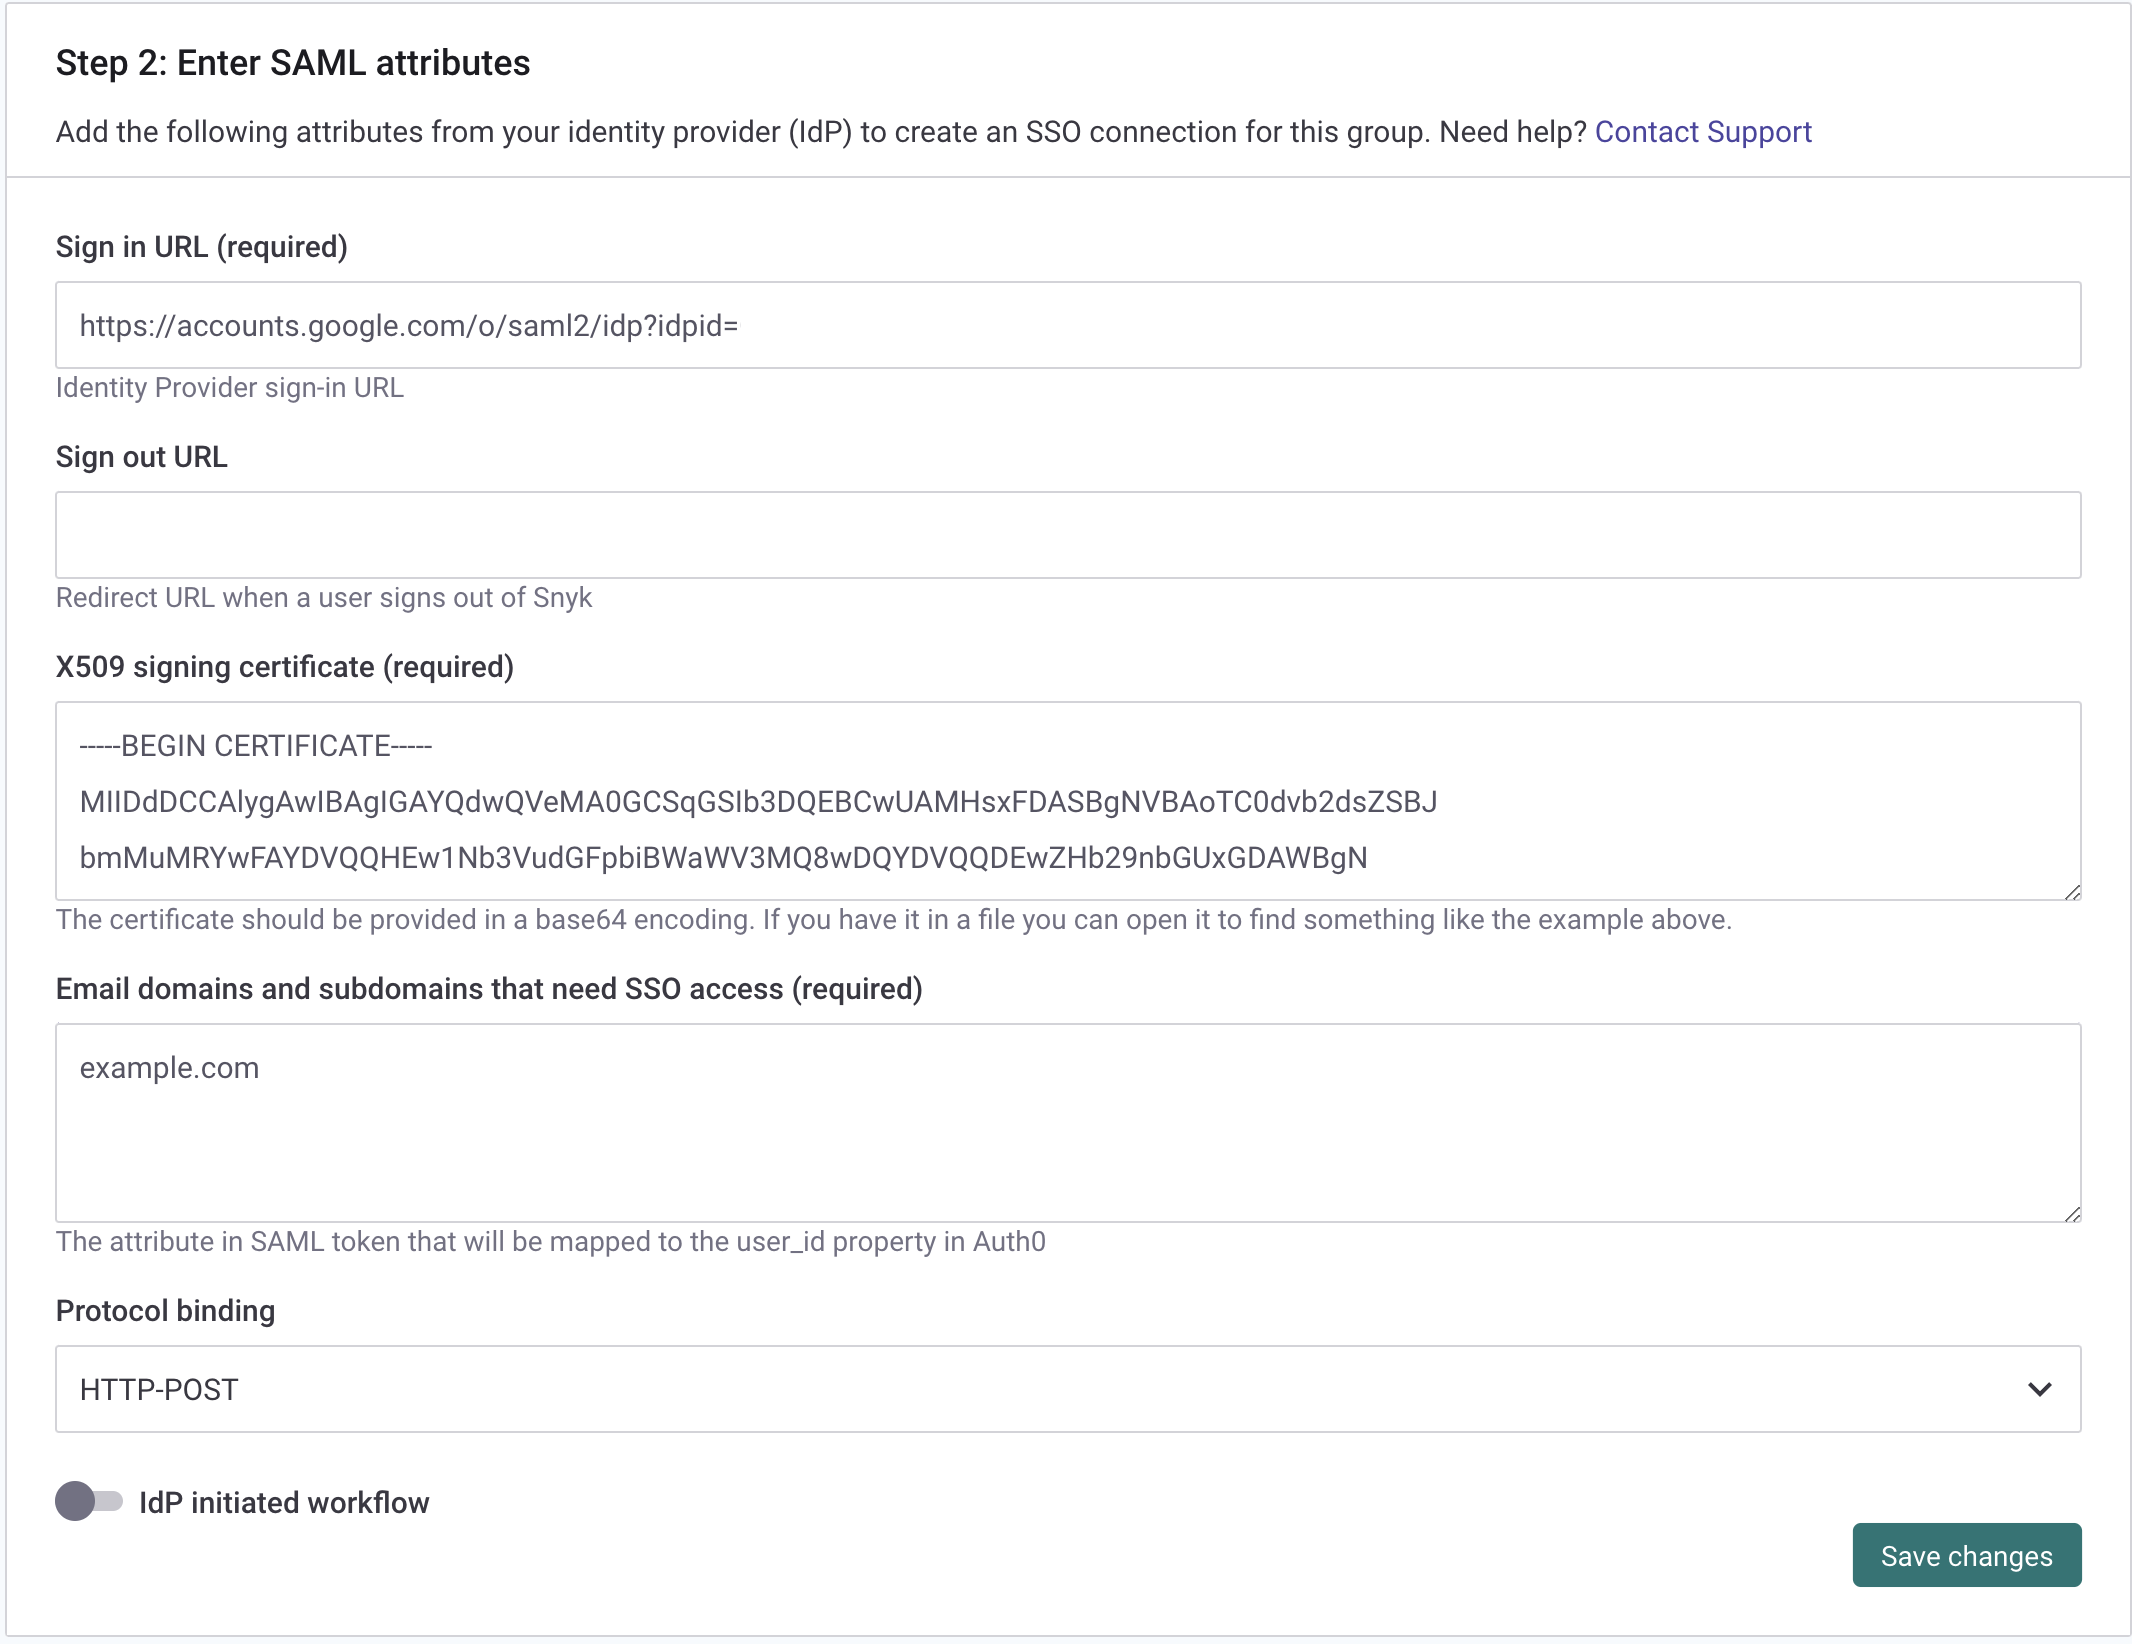 Step 2: Enter SAML attributes
Add the following attributes from your identity provider (IdP) to create an SSO connection for this group. Need help? Contact Support
Sign in URL (required)
https://accounts.google.com/o/saml2/idp?idpid=
Identity Provider sign-in URL
Sign out URL
Redirect URL when a user signs out of Snyk
X509 signing certificate (required)
-----BEGIN CERTIFICATE-----
MIIDdDCCAlygAwIBAgIGAYQdwQVeMA0GCSqGSIb3DQEBCwUAMHsxFDASBgNVBAoTC0dvb2dsZSBJ
bmMuMRYwFAYDVQQHEw1Nb3VudGFpbiBWaWV3MQ8wDQYDVQQDEwZHb29nbGUxGDAWBgN
The certificate should be provided in a base64 encoding. If you have it in a file you can open it to find something like the example above.
Email domains and subdomains that need SSO access (required)
example.com
The attribute in SAML token that will be mapped to the user_id property in Auth0
Protocol binding
HTTP-POST
IdP initiated workflow
Save changes